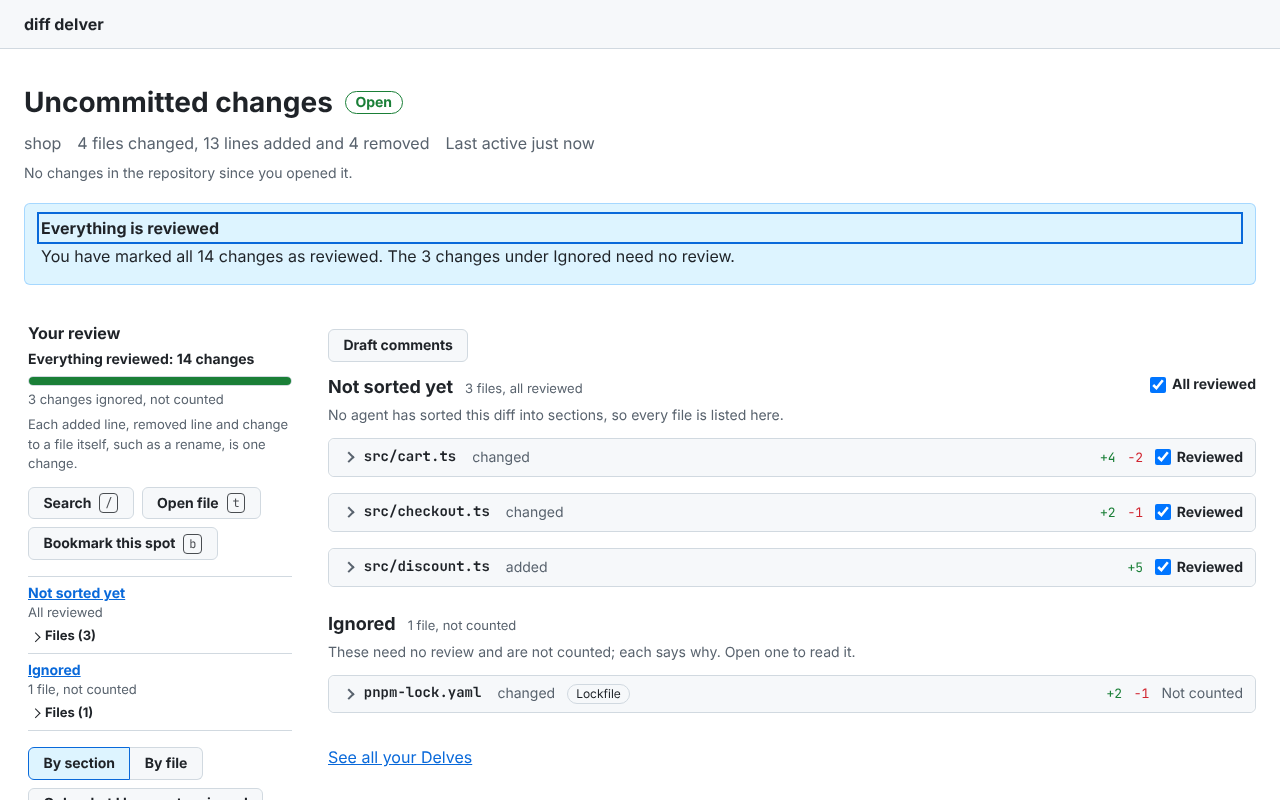 diff delver
Uncommitted changes Open
shop 4 files changed, 13 lines added and 4 removed Last active just now
No changes in the repository since you opened it.
Everything is reviewed
You have marked all 14 changes as reviewed. The 3 changes under Ignored need no review.
Your review
Everything reviewed: 14 changes
3 changes ignored, not counted
Each added line, removed line and change
to a file itself, such as a rename, is one
change.
Search /
Open file t
Bookmark this spot b
Not sorted yet
All reviewed
Files (3)
Ignored
1 file, not counted
Files (1)
By section
By file
Draft comments
Not sorted yet 3 files, all reviewed
All reviewed
No agent has sorted this diff into sections, so every file is listed here.
src/cart.ts changed +4 -2 Reviewed
src/checkout.ts changed +2 -1 Reviewed
src/discount.ts added +5 Reviewed
Ignored 1 file, not counted
These need no review and are not counted; each says why. Open one to read it.
pnpm-lock.yaml changed Lockfile +2 -1 Not counted
See all your Delves